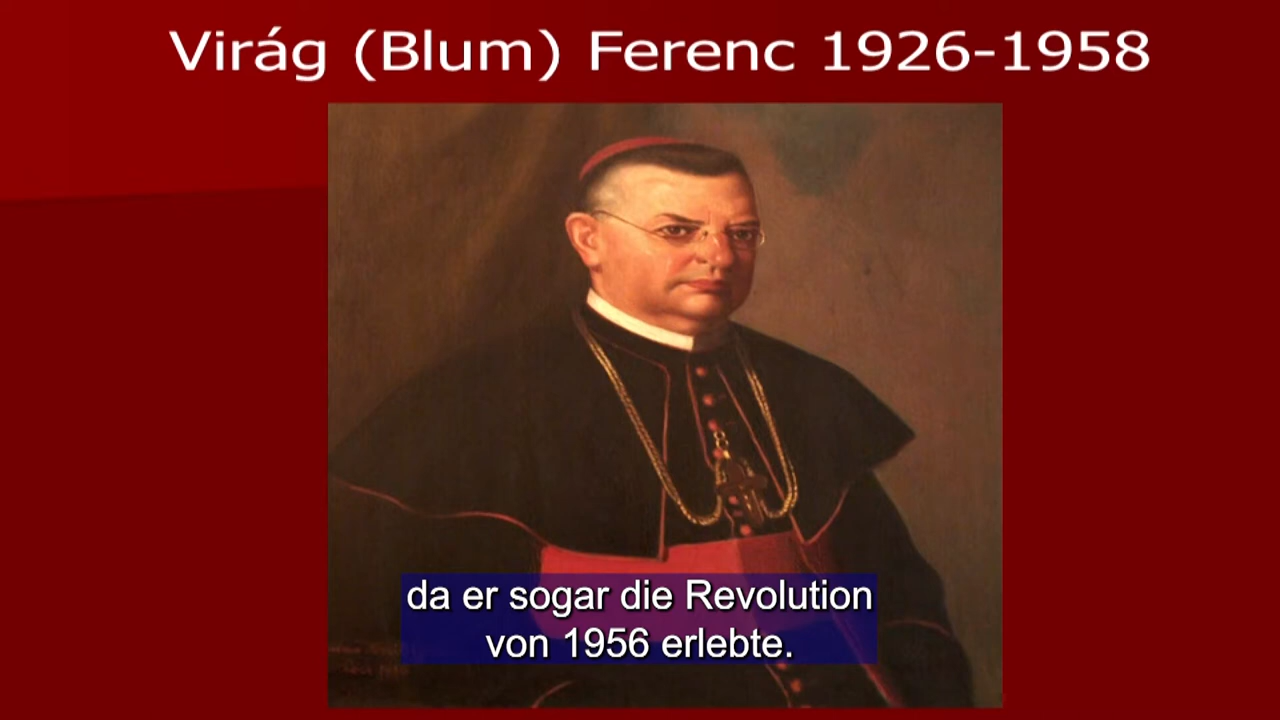 Virág (Blum) Ferenc 1926-1958
da er sogar die Revolution
von 1956 erlebte.